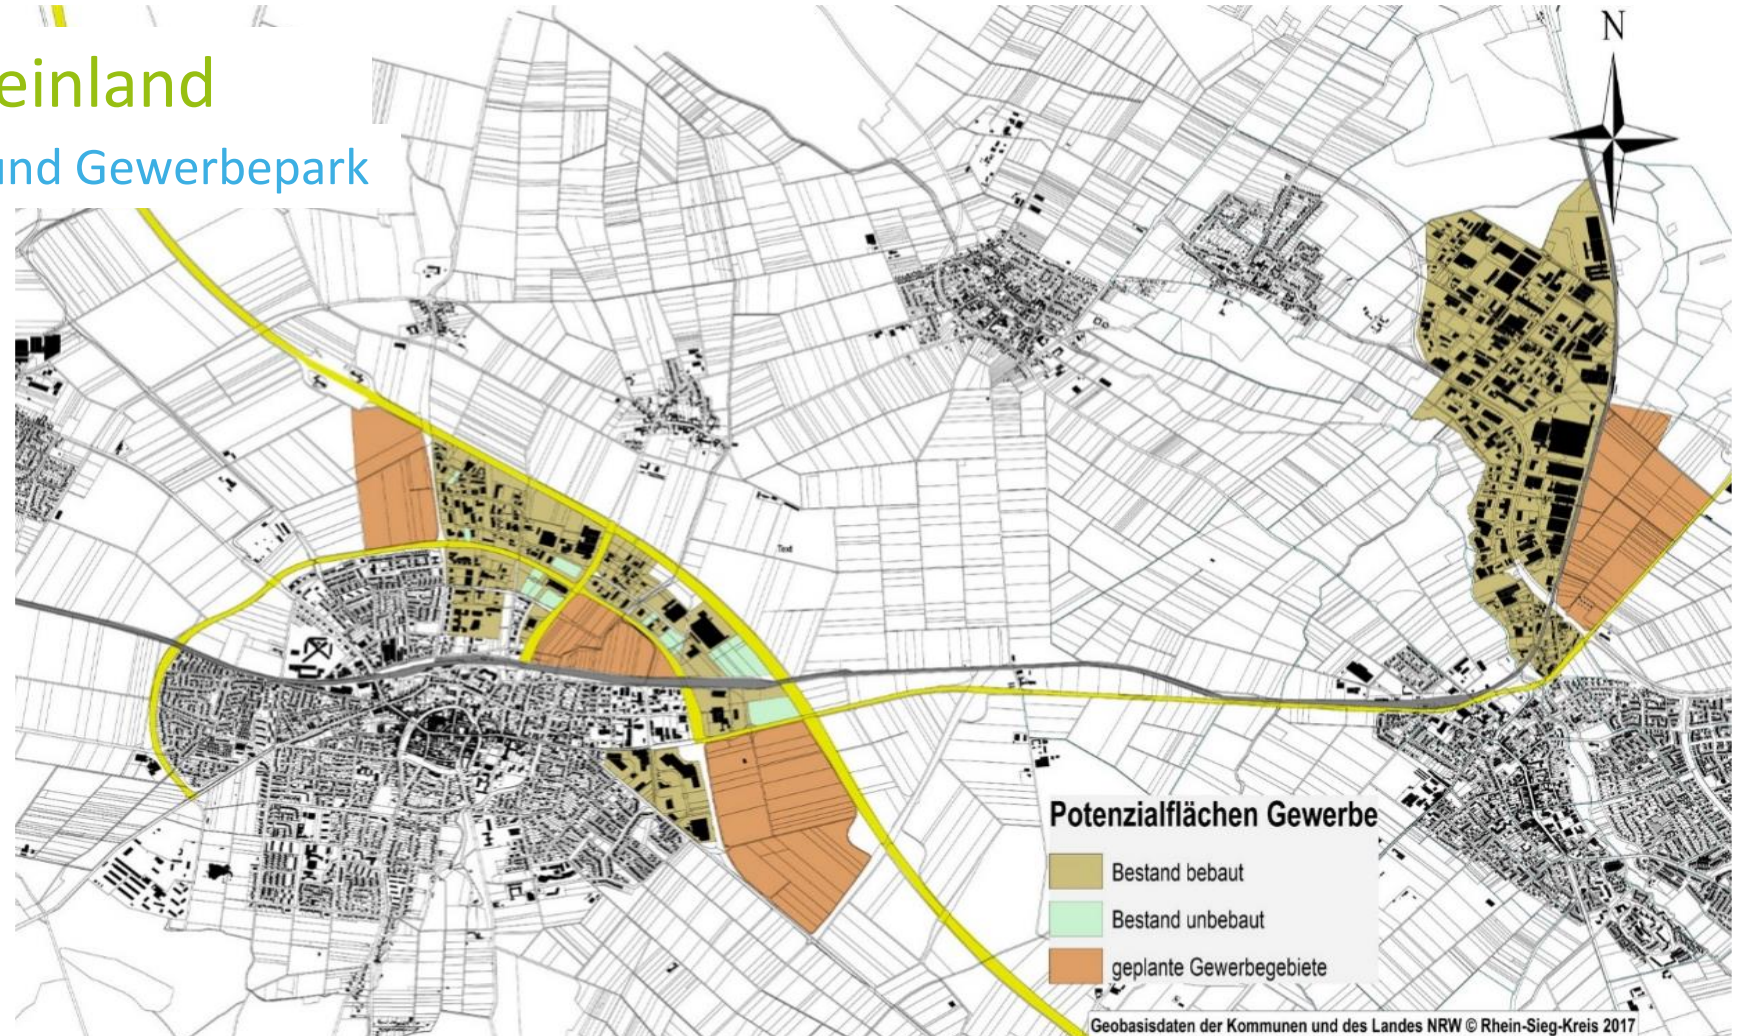 einland
und Gewerbepark
N
Text
Potenzialflächen Gewerbe
Bestand bebaut
Bestand unbebaut
geplante Gewerbegebiete
Geobasisdaten der Kommunen und des Landes NRW © Rhein-Sieg-Kreis 2017